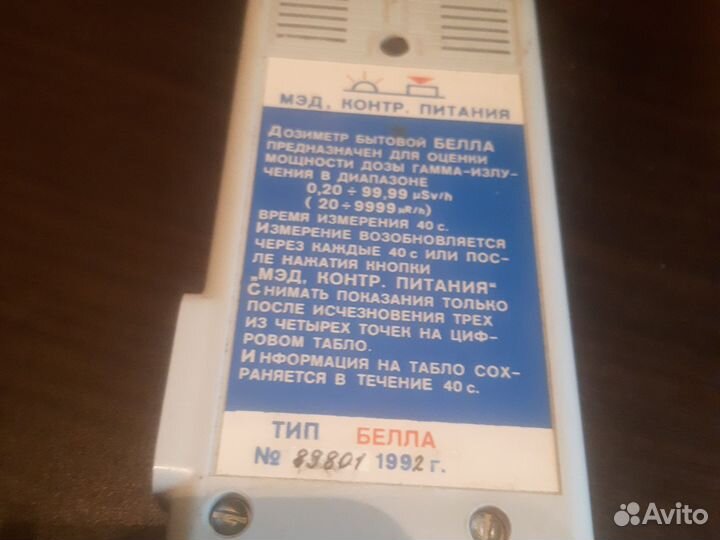 МЭД. КОНТР. ПИТАНИЯ
ДОЗИМЕТР БЫТОВОЙ БЕЛЛА
ПРЕДНАЗНАЧЕН ДЛЯ ОЦЕНКИ
МОЩНОСТИ ДОЗЫ ГАММА-ИЗЛУ-
ЧЕНИЯ В ДИАПАЗОНЕ
0,20 ÷ 99,99 μSv/h
( 20 ÷ 9999 μR/h )
ВРЕМЯ ИЗМЕРЕНИЯ 40 с.
ИЗМЕРЕНИЕ ВОЗОБНОВЛЯЕТСЯ
ЧЕРЕЗ КАЖДЫЕ 40 с ИЛИ ПОС-
ЛЕ НАЖАТИЯ КНОПКИ
„МЭД, КОНТР. ПИТАНИЯ"
СНИМАТЬ ПОКАЗАНИЯ ТОЛЬКО
ПОСЛЕ ИСЧЕЗНОВЕНИЯ ТРЕХ
ИЗ ЧЕТЫРЕХ ТОЧЕК НА ЦИФ-
РОВОМ ТАБЛО.
ИНФОРМАЦИЯ НА ТАБЛО СОХ-
РАНЯЕТСЯ В ТЕЧЕНИЕ 40 с.
ТИП БЕЛЛА
№ 89801 1992 г.
Avito